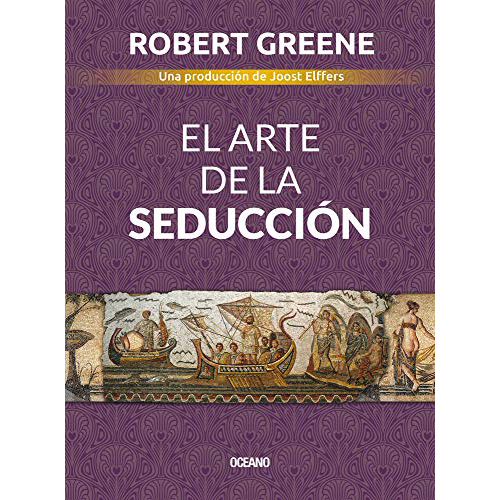 ROBERT GREENE
Una producción de Joost Elffers
EL ARTE
DE LA
SEDUCCIÓN
OCEANO